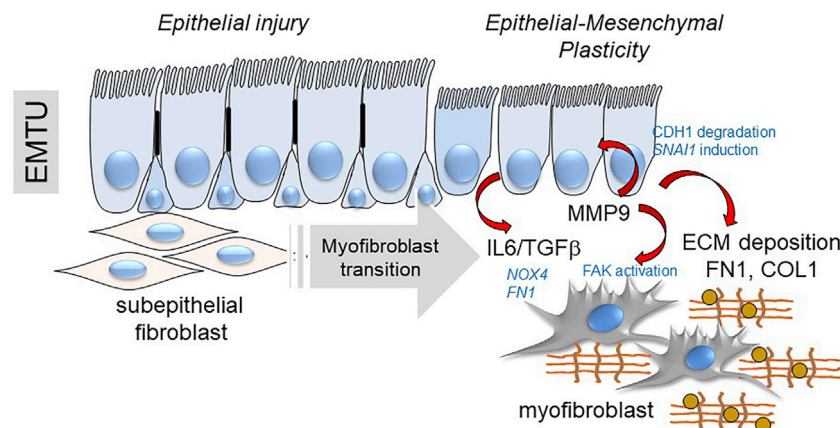 Epithelial injury
Epithelial-Mesenchymal
Plasticity
EMTU
CDH1 degradation
SNAI1 induction
MMP9
Myofibroblast
transition
IL6/TGFβ
NOX4
FN1
FAK activation
ECM deposition
FN1, COL1
subepithelial
fibroblast
myofibroblast